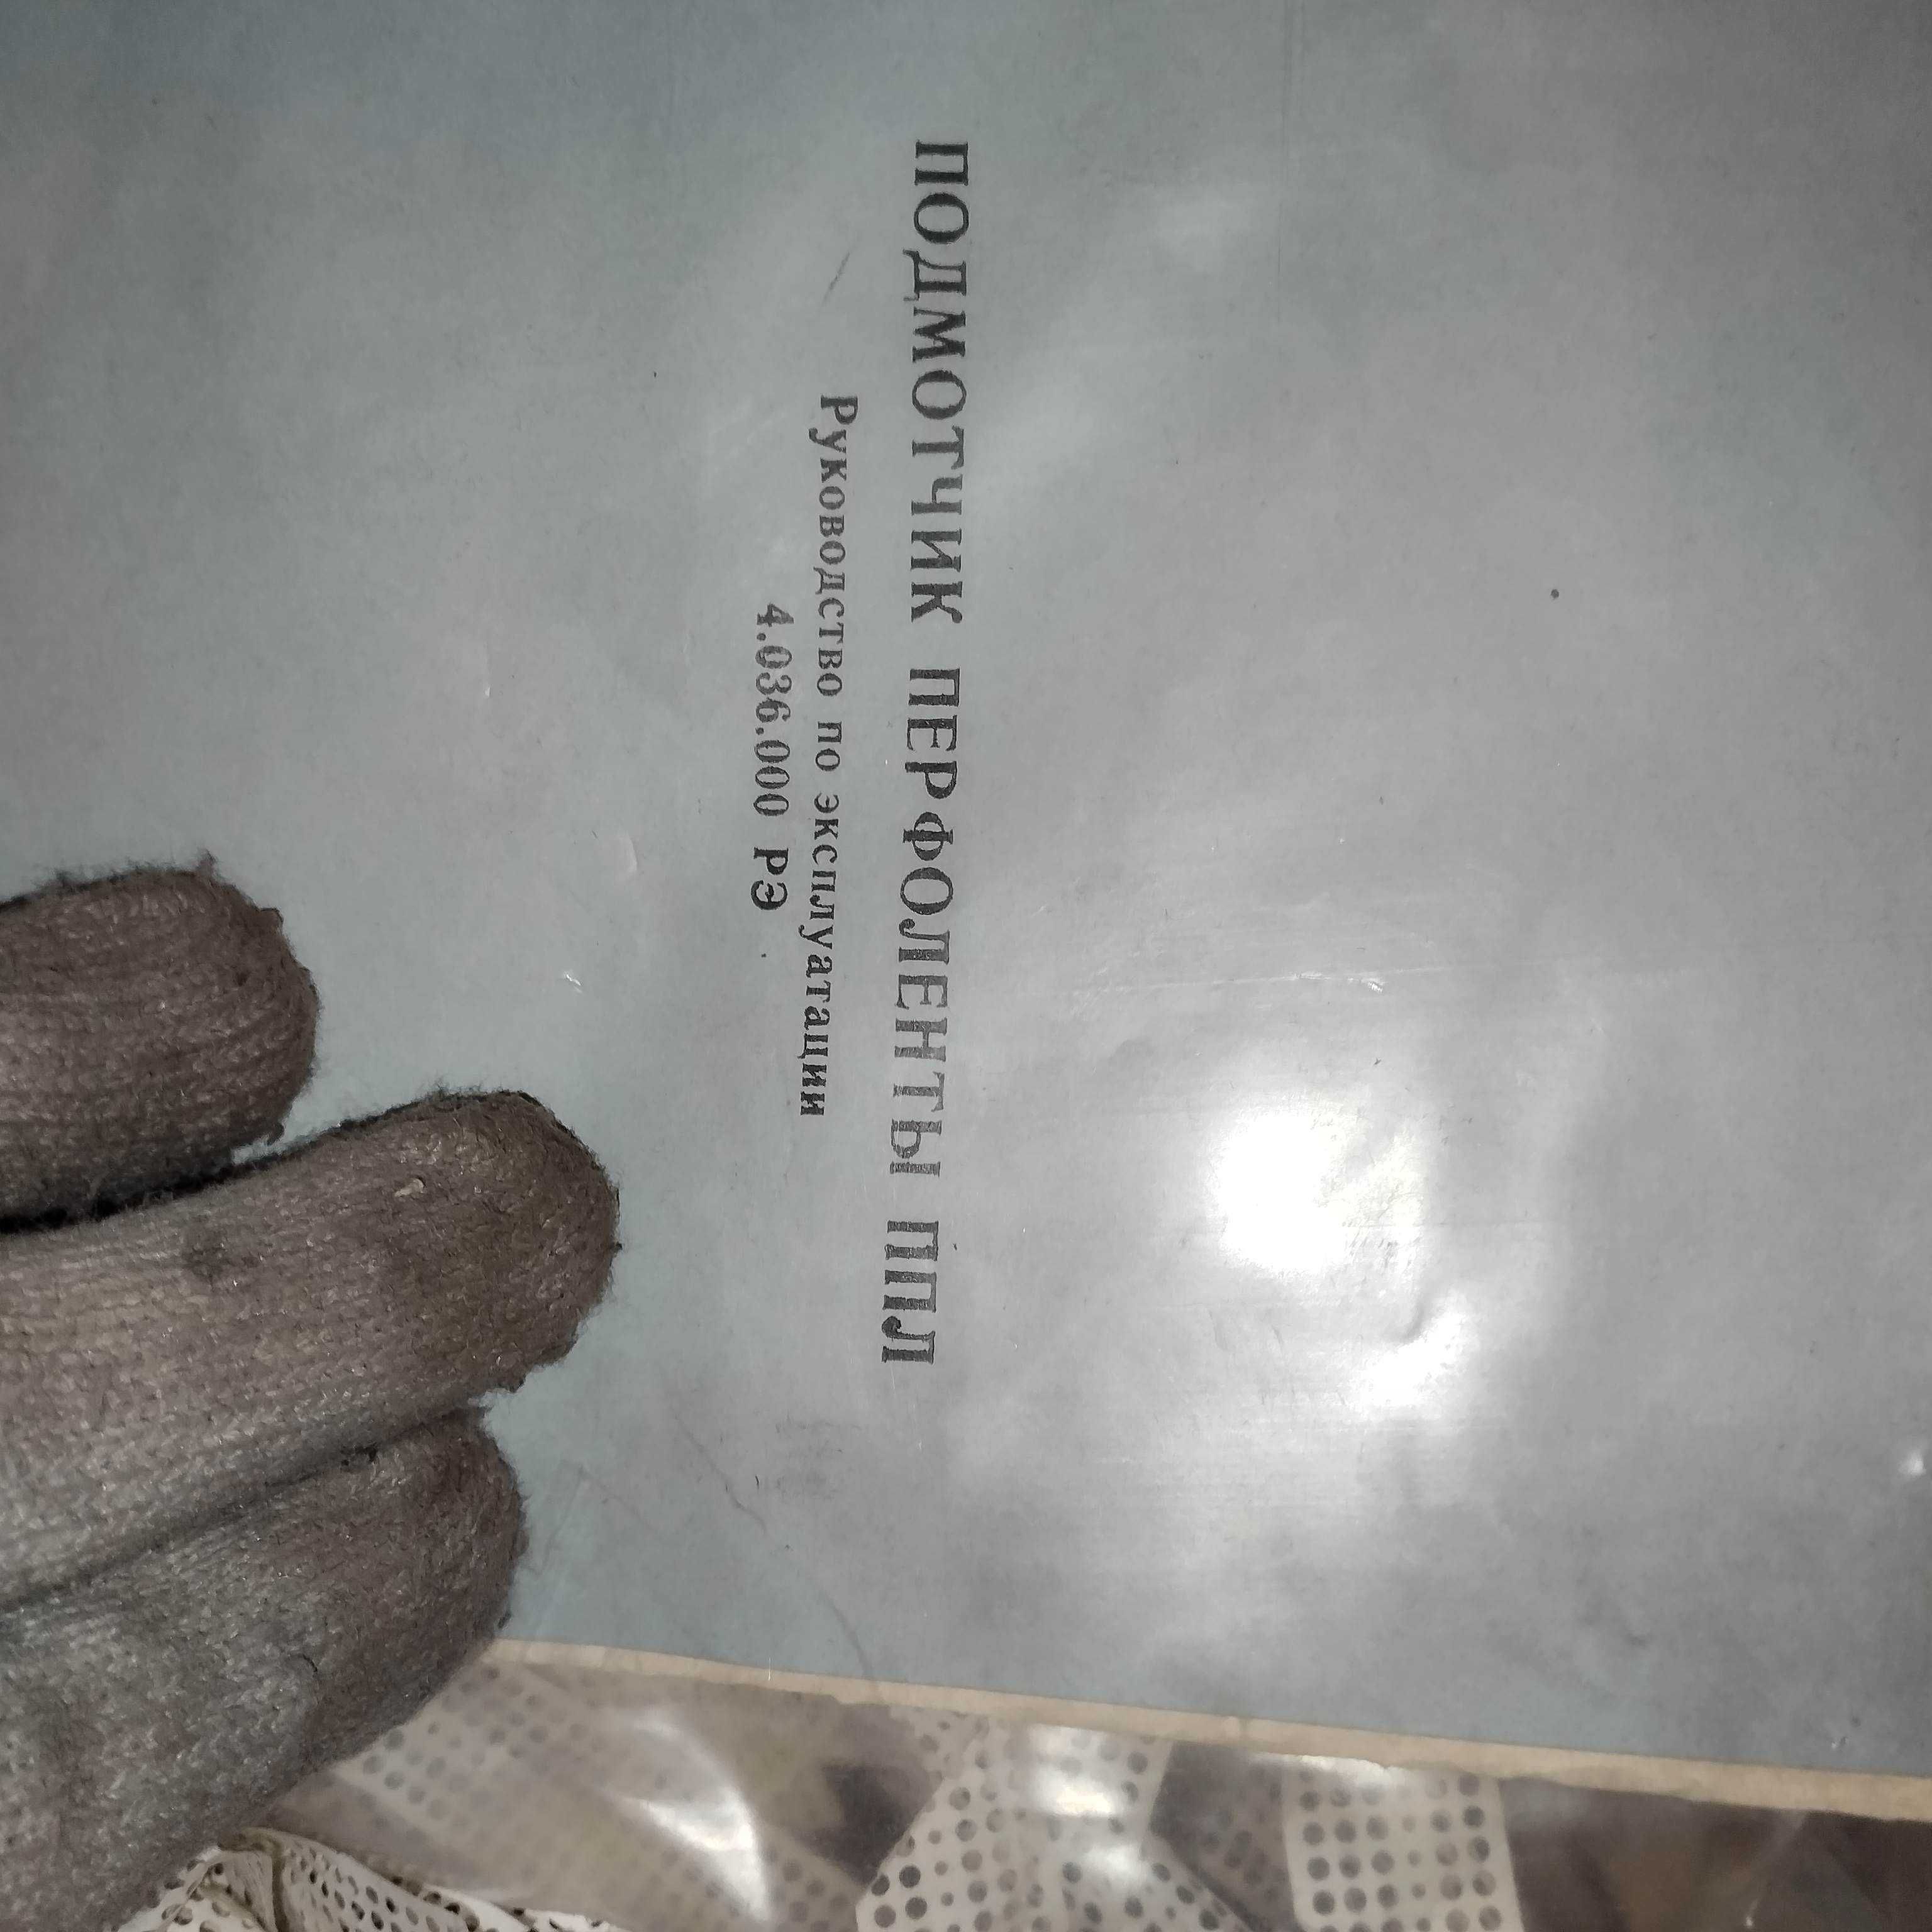 ПОДМОТЧИК ПЕРФОЛЕНТЫ ППЛ
Руководство по эксплуатации
4.036.000 РЭ